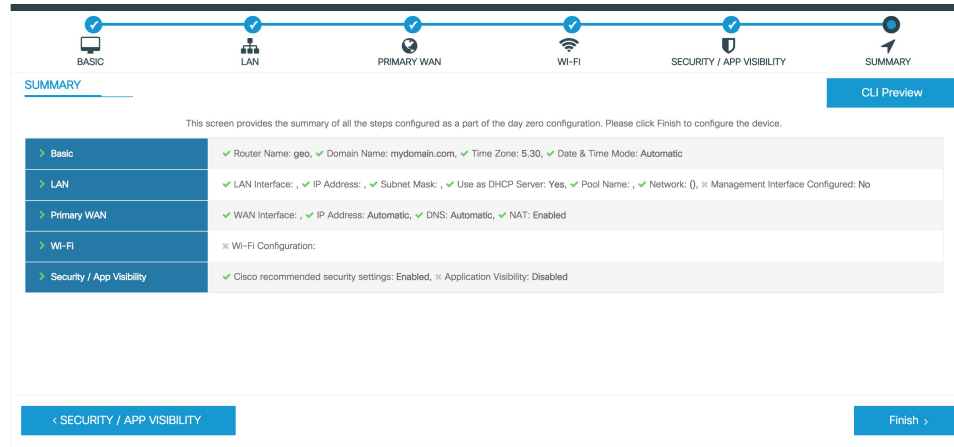 BASIC
LAN
PRIMARY WAN
WI-FI
SECURITY / APP VISIBILITY
SUMMARY
SUMMARY
CLI Preview
This screen provides the summary of all the steps configured as a part of the day zero configuration. Please click Finish to configure the device.
> Basic
✔ Router Name: geo, ✔ Domain Name: mydomain.com, ✔ Time Zone: 5.30, ✔ Date & Time Mode: Automatic
> LAN
✔ LAN Interface: , ✔ IP Address: , ✔ Subnet Mask: , ✔ Use as DHCP Server: Yes, ✔ Pool Name: , ✔ Network: (), ✖ Management Interface Configured: No
> Primary WAN
✔ WAN Interface: , ✔ IP Address: Automatic, ✔ DNS: Automatic, ✔ NAT: Enabled
> Wi-Fi
✖ Wi-Fi Configuration:
> Security / App Visibility
✔ Cisco recommended security settings: Enabled, ✖ Application Visibility: Disabled
< SECURITY / APP VISIBILITY
Finish >